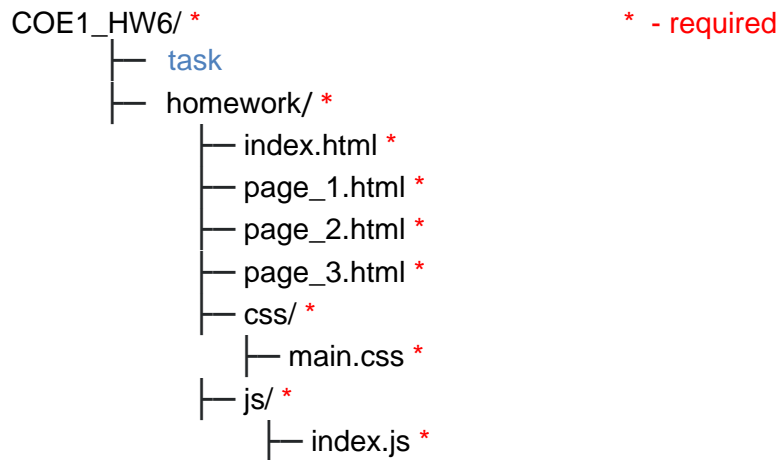 COE1_HW6/ * * - required
├── task
├── homework/ *
├── index.html *
├── page_1.html *
├── page_2.html *
├── page_3.html *
├── css/ *
├── main.css *
├── js/ *
├── index.js *